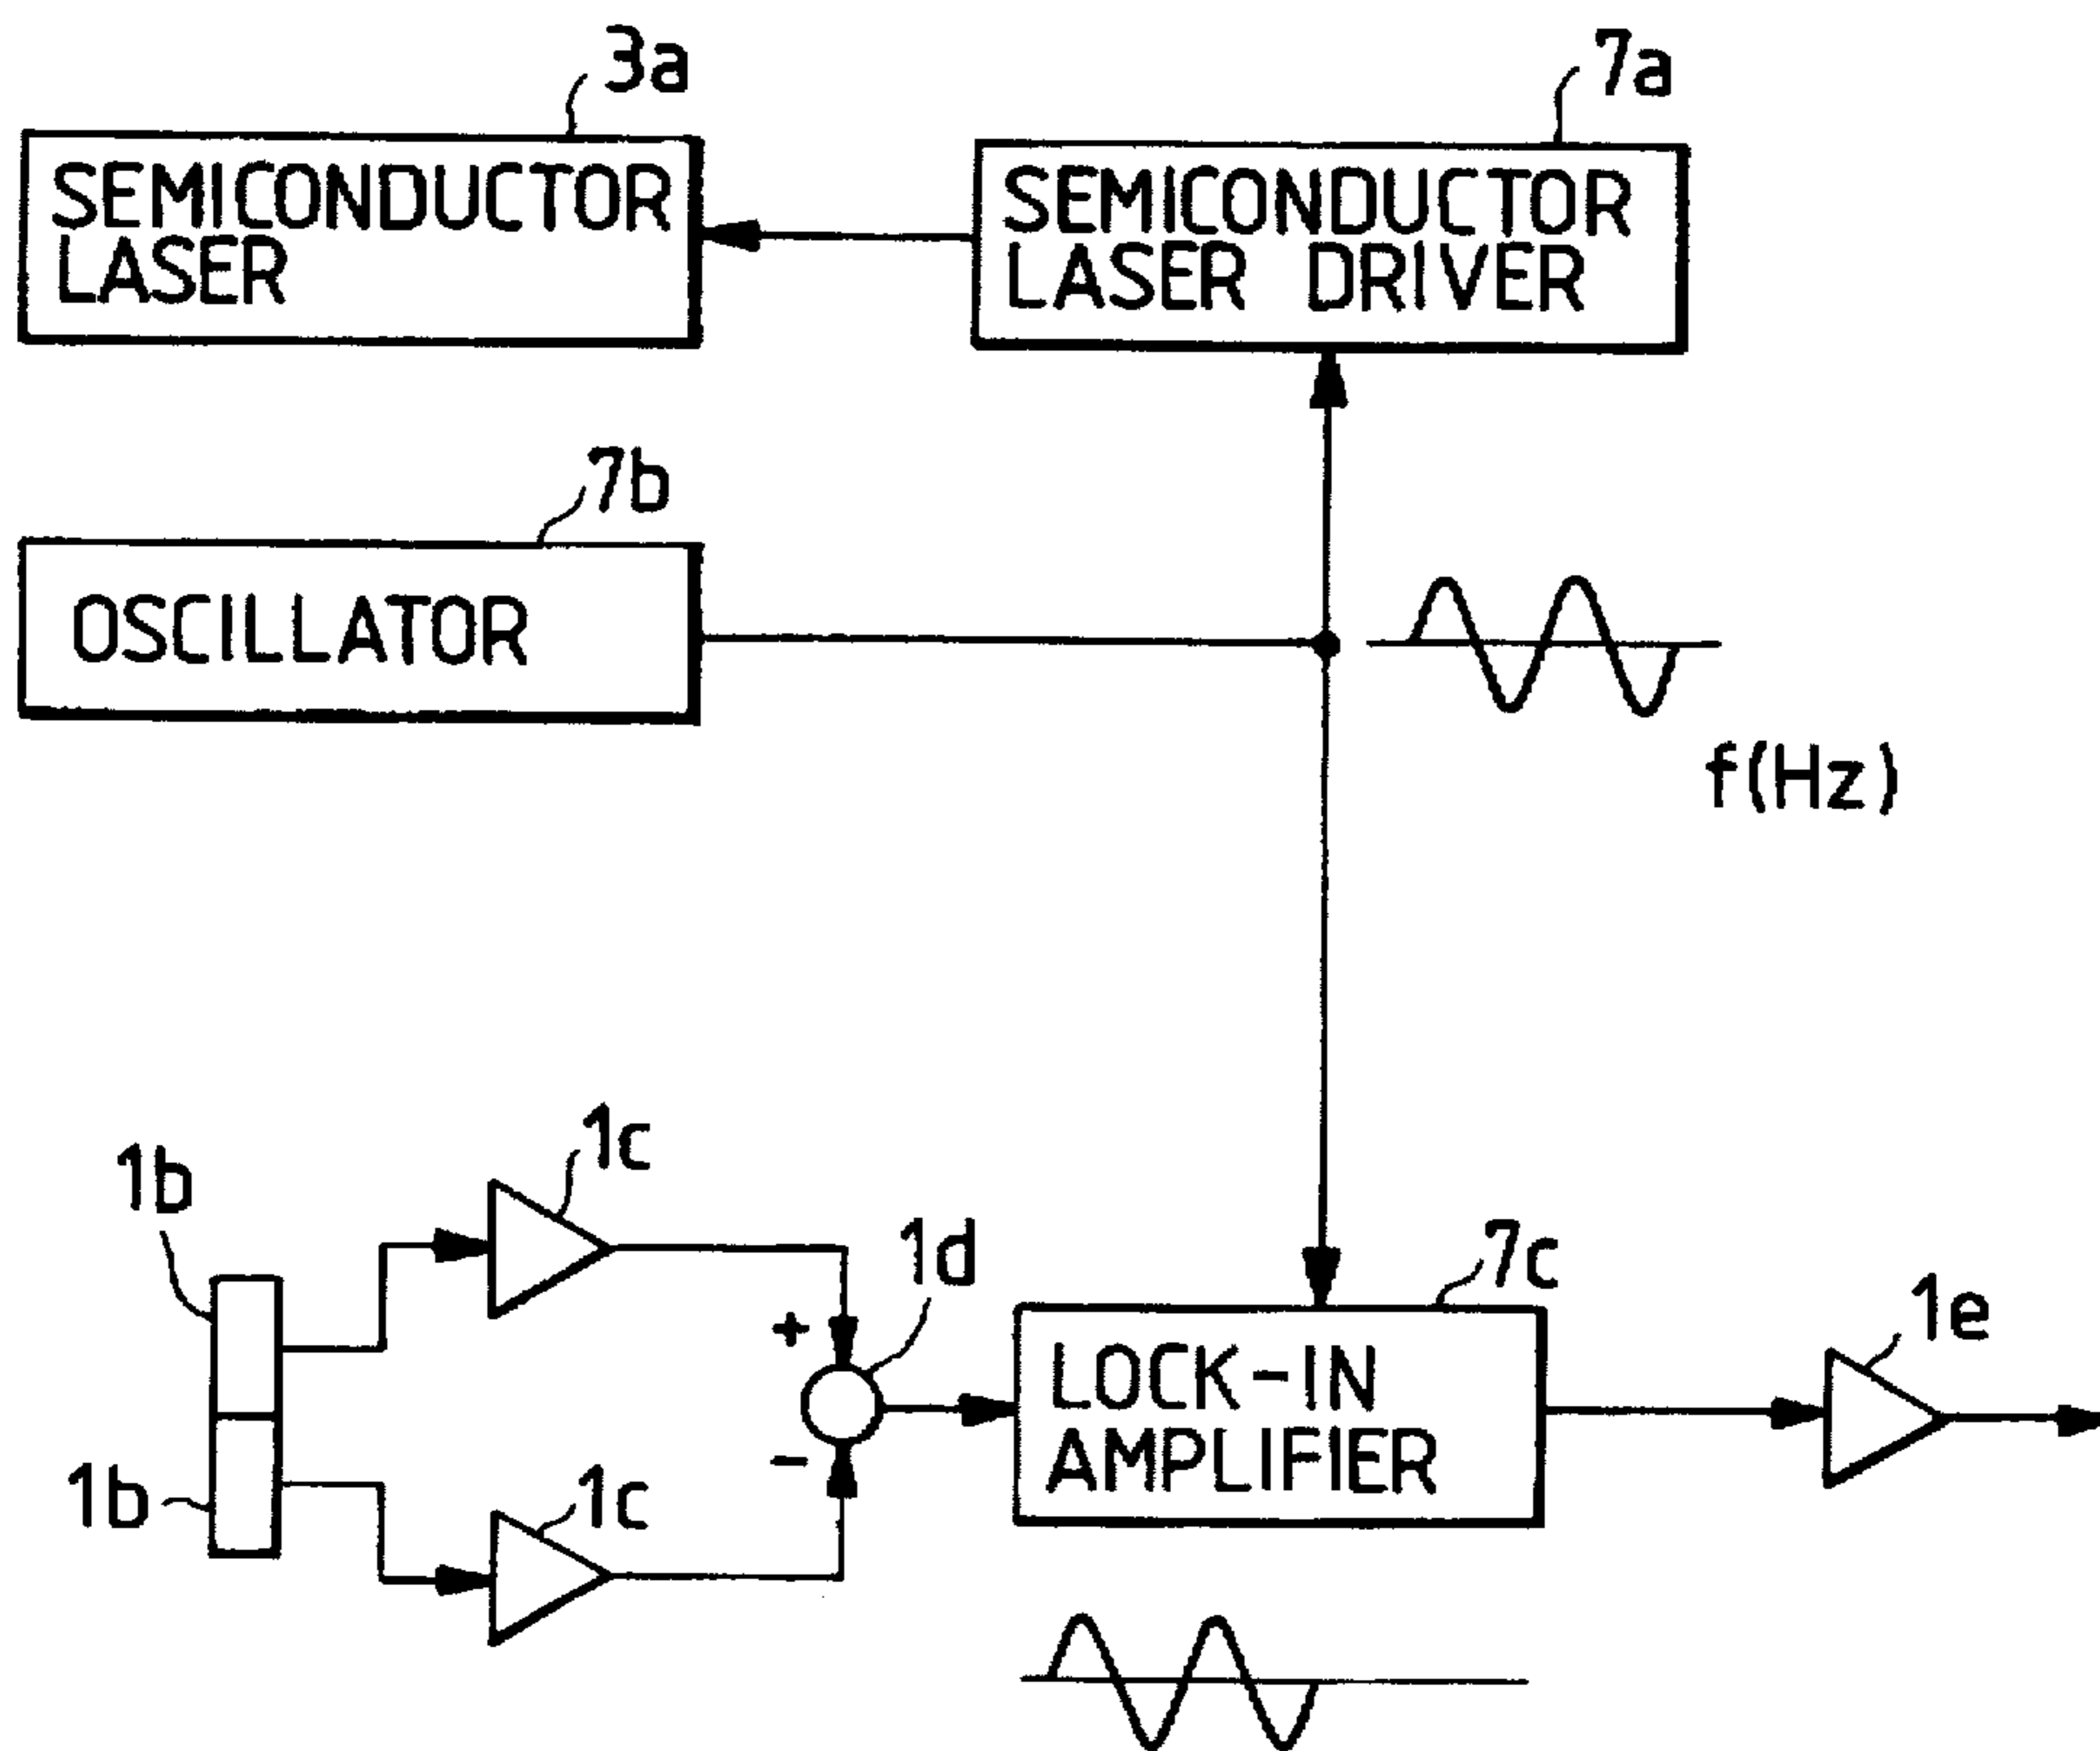 3a
7a
SEMICONDUCTOR
LASER
SEMICONDUCTOR
LASER DRIVER
7b
OSCILLATOR
f(Hz)
1c
1b
1d
7c
1e
+
LOCK-IN
AMPLIFIER
-
1b
1c